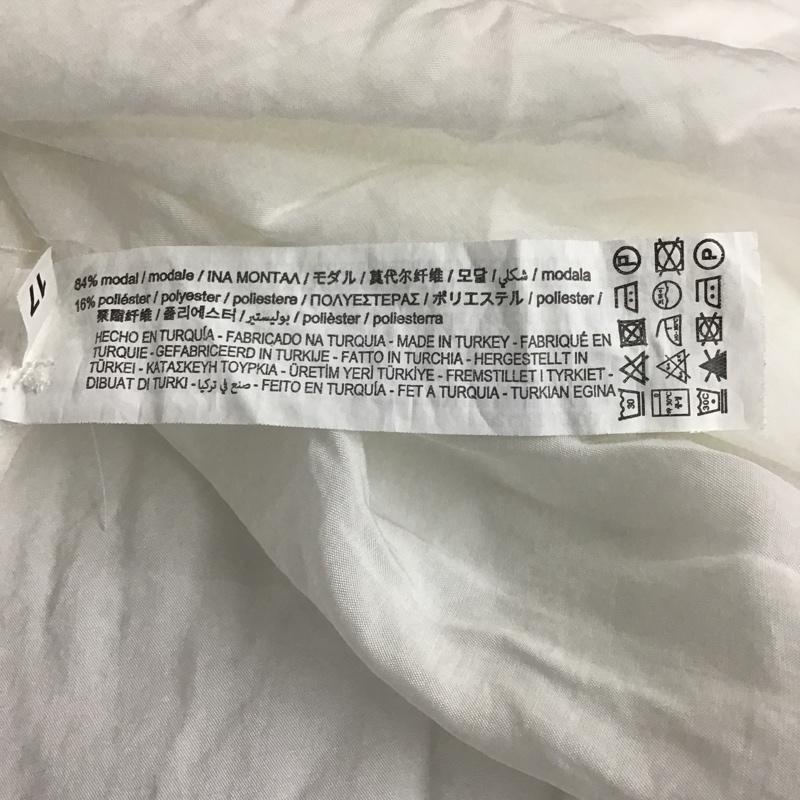 17
84% modal / modale / ΙΝΑ ΜΟΝΤΑΛ / モダル / 莫代尔纤维 / 모달 / شكلي / modala
16% poliéster / polyester / poliestere / ΠΟΛΥΕΣΤΕΡΑΣ / ポリエステル / poliester /
聚酯纤维 / 폴리에스터 / بوليستير / polièster / poliesterra
HECHO EN TURQUÍA - FABRICADO NA TURQUIA - MADE IN TURKEY - FABRIQUÉ EN
TURQUIE - GEFABRICEERD IN TURKIJE - FATTO IN TURCHIA - HERGESTELLT IN
TÜRKEI - ΚΑΤΑΣΚΕΥΗ ΤΟΥΡΚΙΑ - ÜRETİM YERİ TÜRKİYE - FREMSTILLET I TYRKIET -
DIBUAT DI TURKI - صنع في تركيا - FEITO EN TURQUÍA - FET A TURQUIA - TURKIAN EGINA
P P
30 30°C 30C